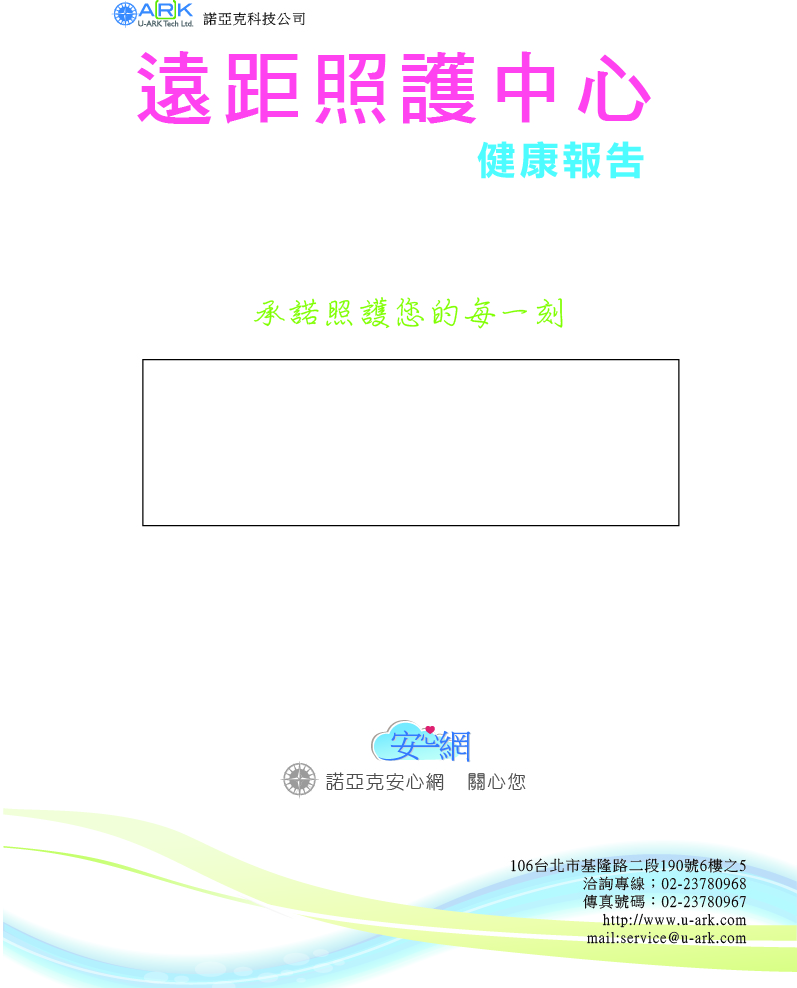 ARK
U-ARK Tech Ltd.
諾亞克科技公司
遠距照護中心
健康報告
承諾照護您的每一刻
安心網
諾亞克安心網 關心您
106台北市基隆路二段190號6樓之5
洽詢專線：02-23780968
傳真號碼：02-23780967
http://www.u-ark.com
mail:service@u-ark.com